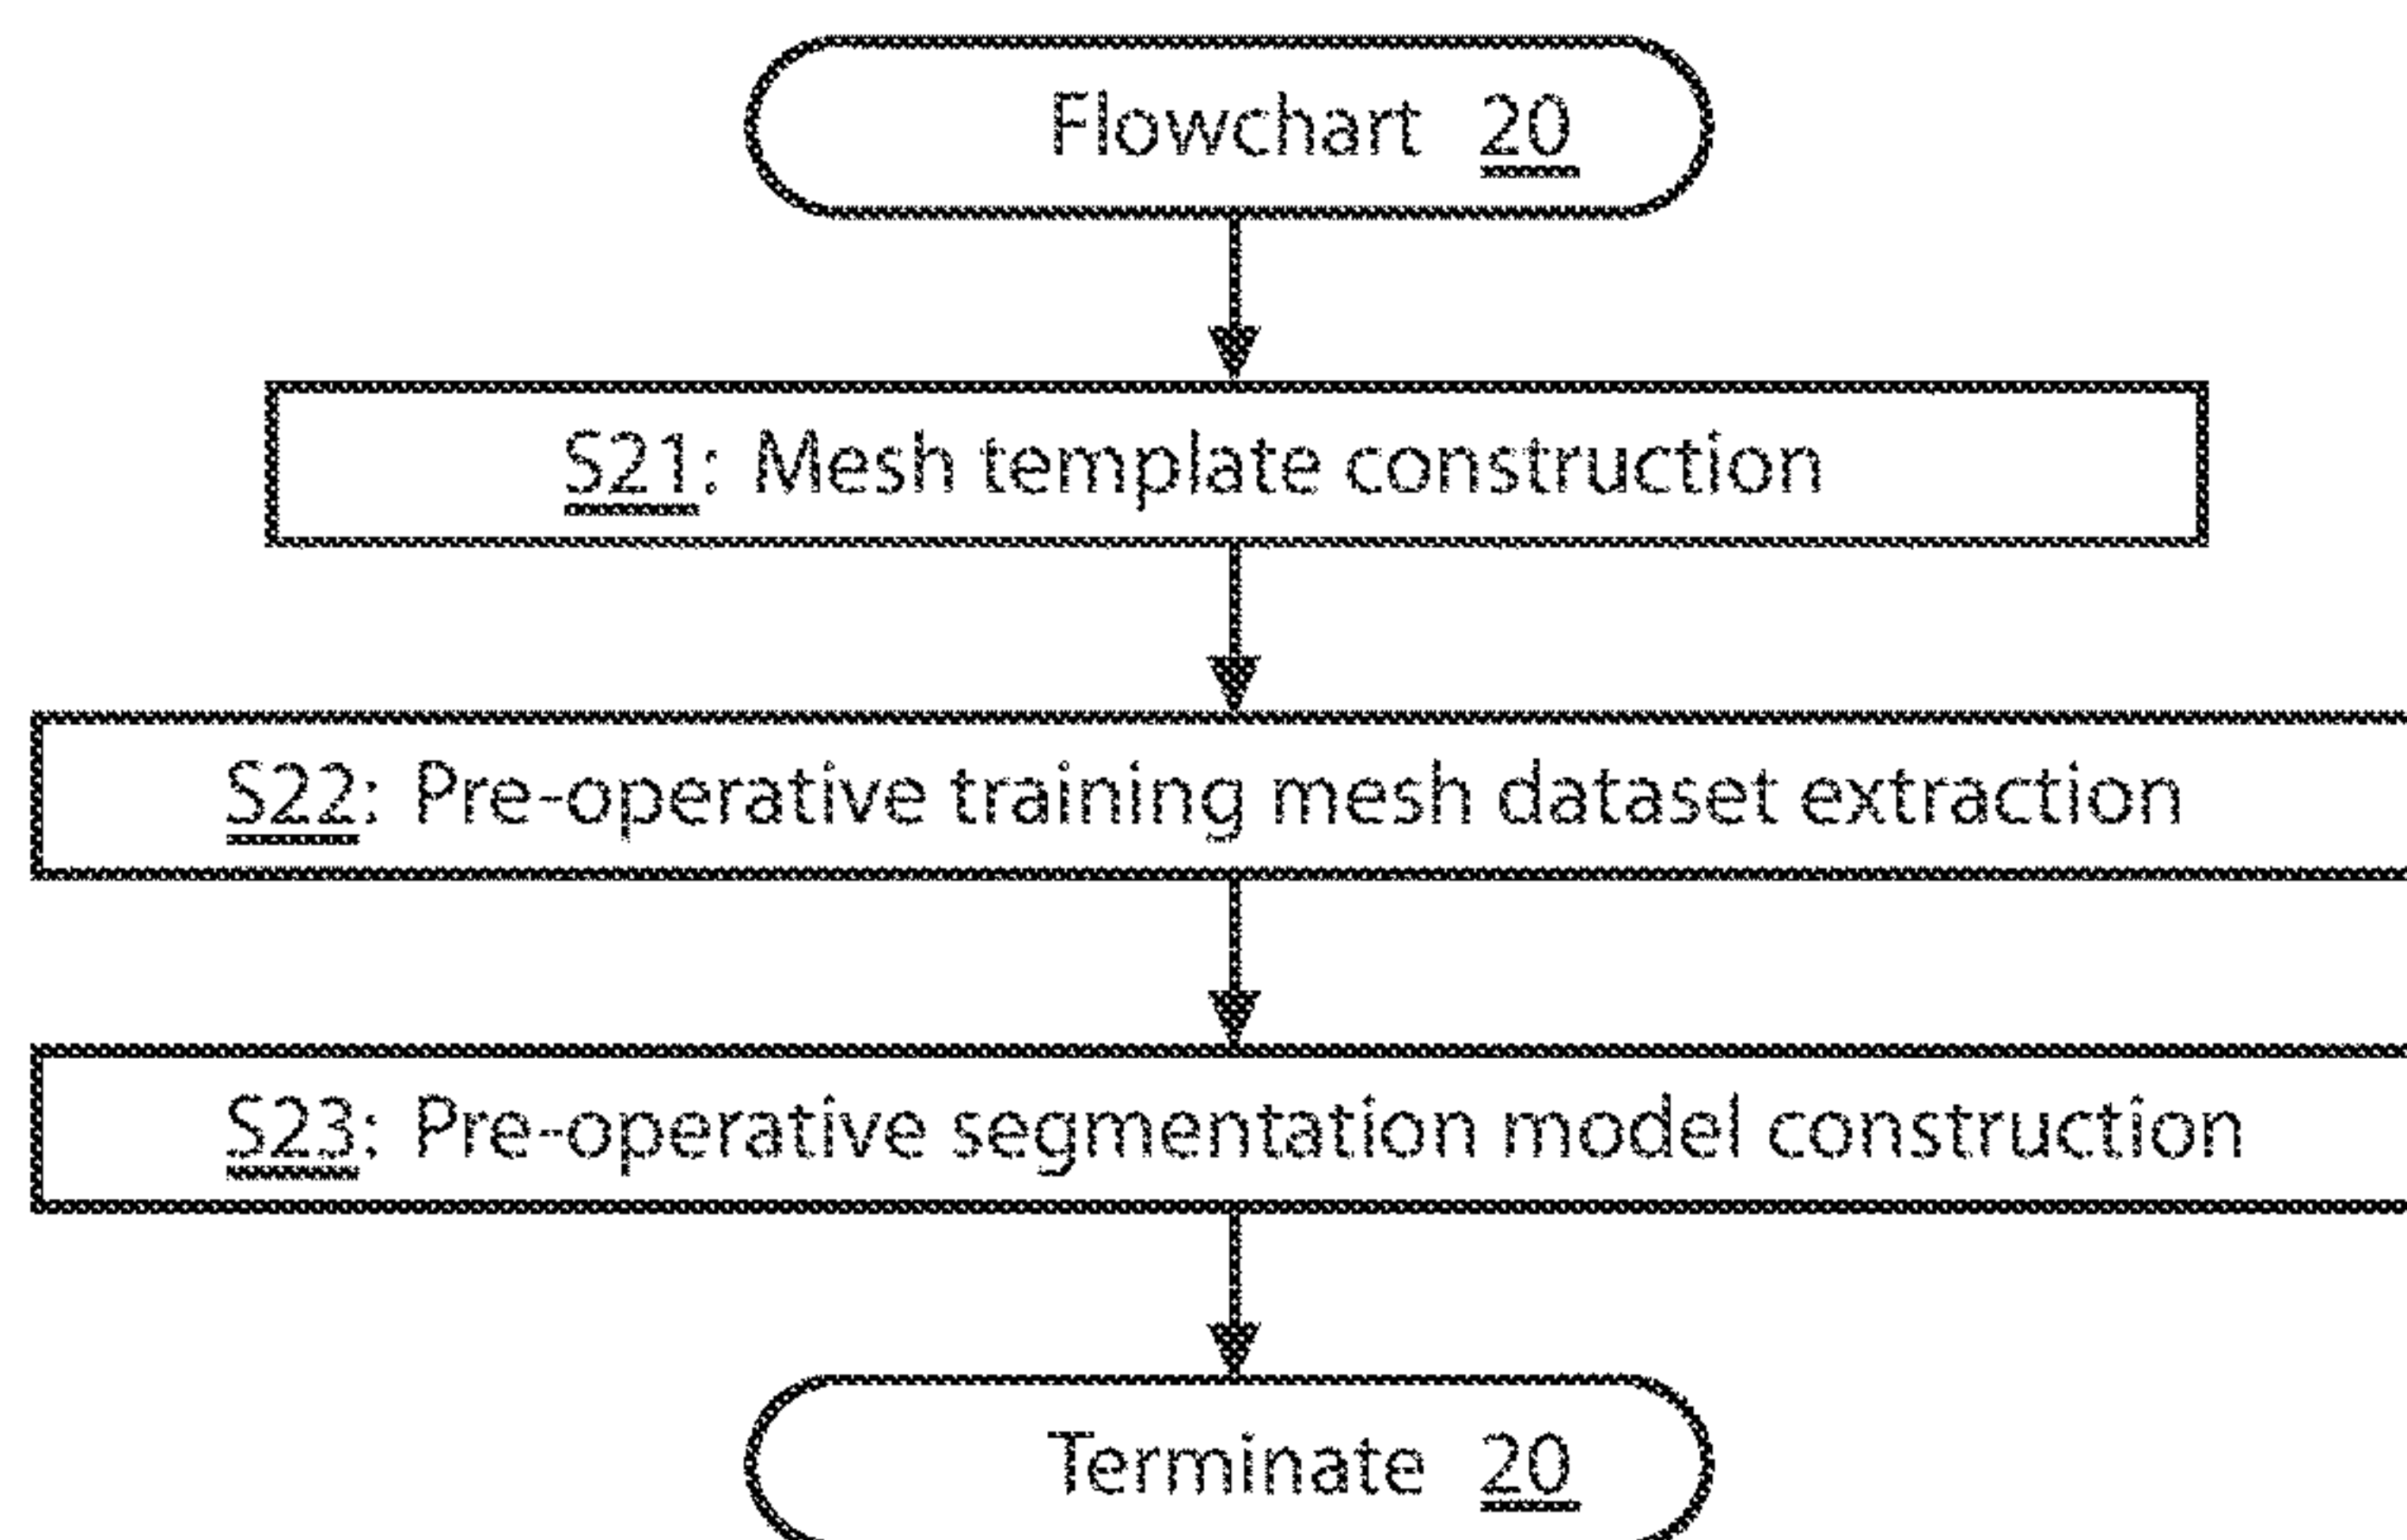 Flowchart 20
S21: Mesh template construction
S22: Pre-operative training mesh dataset extraction
S23: Pre-operative segmentation model construction
Terminate 20